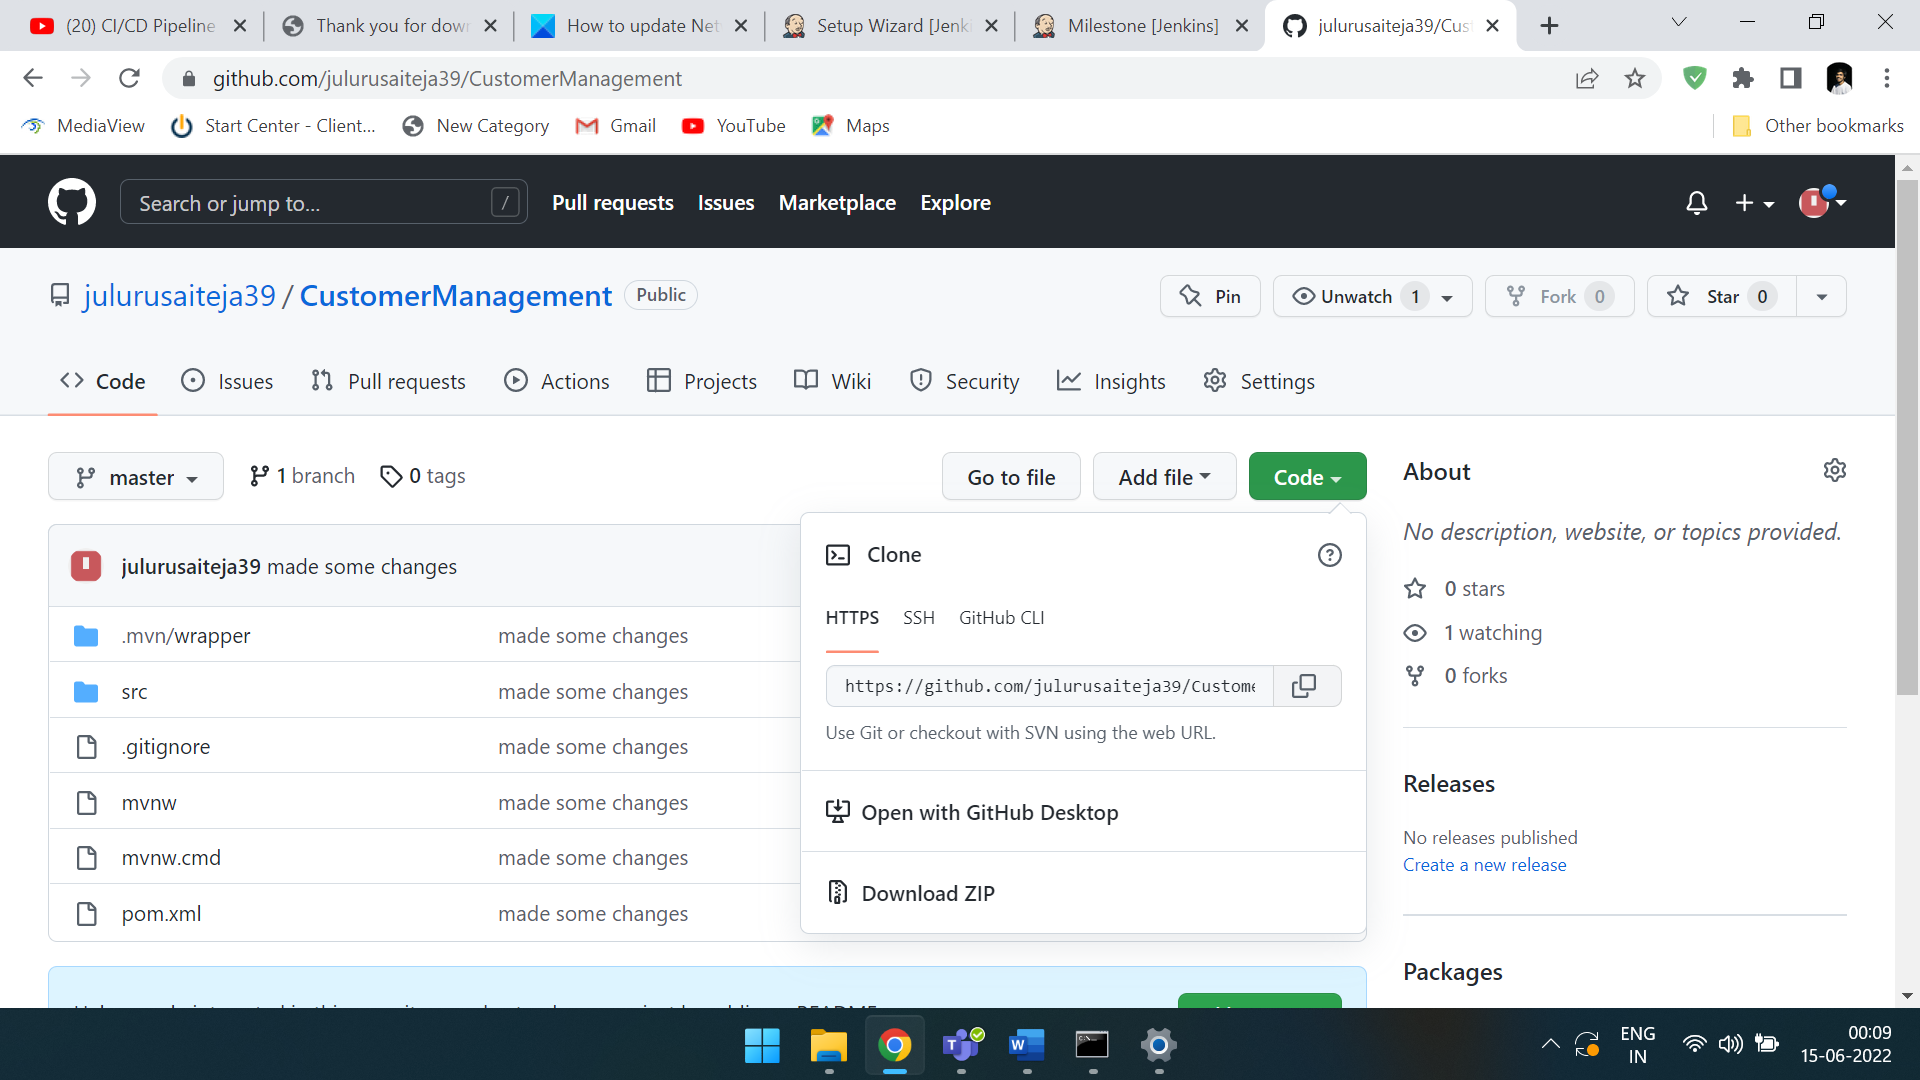 (20) CI/CD Pipeline
Thank you for dow
How to update Net
Setup Wizard [Jenki
Milestone [Jenkins]
julurusaiteja39/Cust
github.com/julurusaiteja39/CustomerManagement
MediaView
Start Center - Client...
New Category
Gmail
YouTube
Maps
Other bookmarks
Search or jump to...
/
Pull requests
Issues
Marketplace
Explore
julurusaiteja39 / CustomerManagement
Public
Pin
Unwatch 1
Fork 0
Star 0
Code
Issues
Pull requests
Actions
Projects
Wiki
Security
Insights
Settings
master
1 branch
0 tags
Go to file
Add file
Code
julurusaiteja39 made some changes
.mvn/wrapper made some changes
src made some changes
.gitignore made some changes
mvnw made some changes
mvnw.cmd made some changes
pom.xml made some changes
Clone
HTTPS
SSH
GitHub CLI
https://github.com/julurusaiteja39/Custome
Use Git or checkout with SVN using the web URL.
Open with GitHub Desktop
Download ZIP
About
No description, website, or topics provided.
0 stars
1 watching
0 forks
Releases
No releases published
Create a new release
Packages
ENG
IN
00:09
15-06-2022